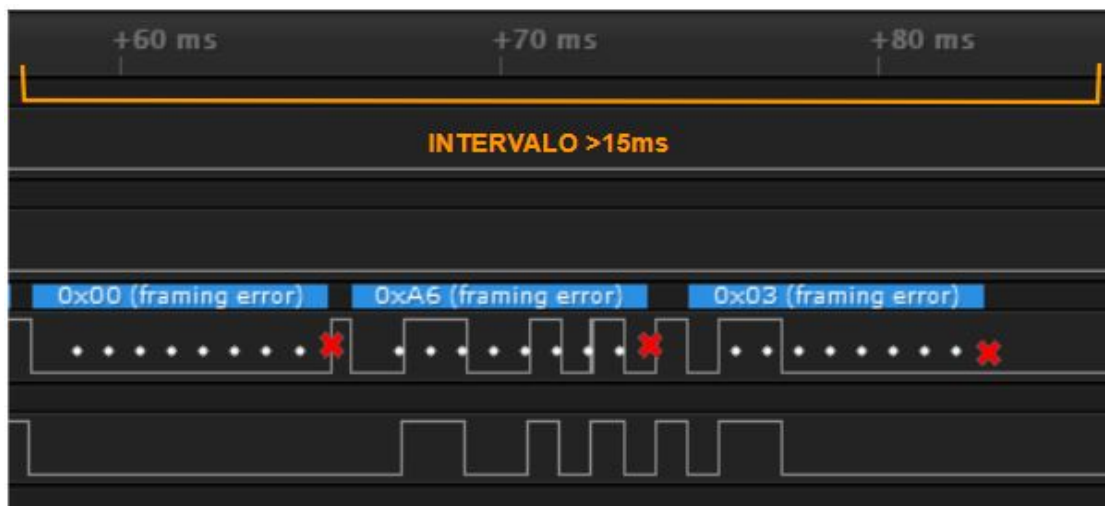 +60 ms +70 ms +80 ms
INTERVALO >15ms
0x00 (framing error) 0xA6 (framing error) 0x03 (framing error)